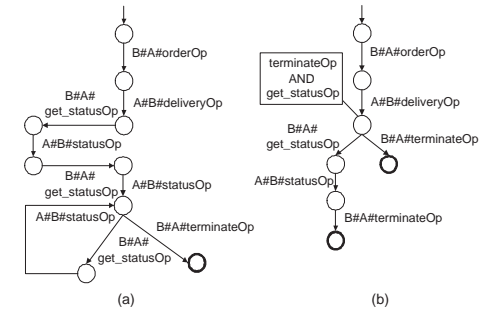 B#A#orderOp
A#B#deliveryOp
B#A#
get_statusOp
A#B#statusOp
B#A#
get_statusOp
A#B#statusOp
A#B#statusOp
B#A#
get_statusOp
B#A#terminateOp
(a)
B#A#orderOp
terminateOp
AND
get_statusOp
A#B#deliveryOp
B#A#
get_statusOp
B#A#terminateOp
A#B#statusOp
B#A#terminateOp
(b)